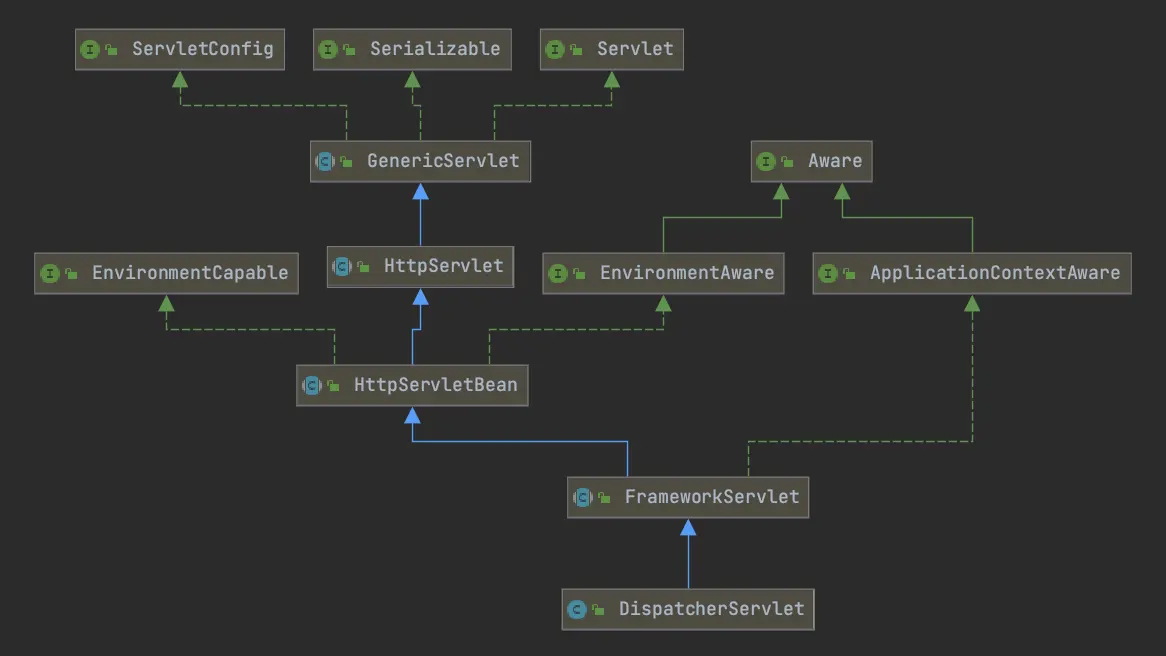 ServletConfig
Serializable
Servlet
GenericServlet
Aware
EnvironmentCapable
HttpServlet
EnvironmentAware
ApplicationContextAware
HttpServletBean
FrameworkServlet
DispatcherServlet